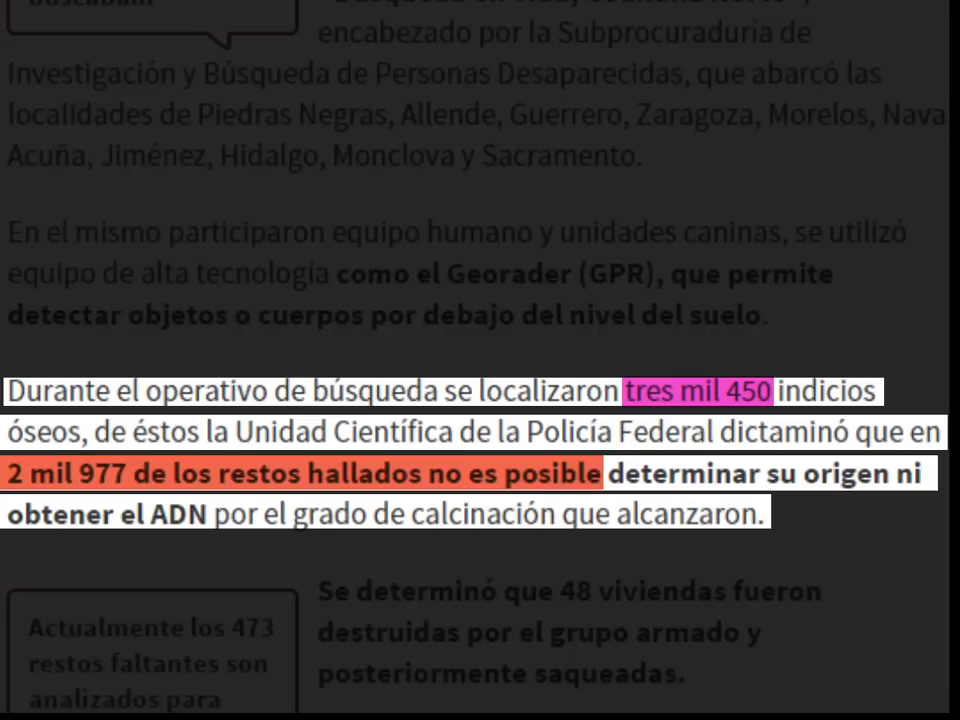 encabezado por la Subprocuraduría de
Investigación y Búsqueda de Personas Desaparecidas, que abarcó las
localidades de Piedras Negras, Allende, Guerrero, Zaragoza, Morelos, Nava
Acuña, Jiménez, Hidalgo, Monclova y Sacramento.
En el mismo participaron equipo humano y unidades caninas, se utilizó
equipo de alta tecnología como el Georader (GPR), que permite
detectar objetos o cuerpos por debajo del nivel del suelo.
Durante el operativo de búsqueda se localizaron tres mil 450 indicios
óseos, de éstos la Unidad Científica de la Policía Federal dictaminó que en
2 mil 977 de los restos hallados no es posible determinar su origen ni
obtener el ADN por el grado de calcinación que alcanzaron.
Se determinó que 48 viviendas fueron
destruidas por el grupo armado y
posteriormente saqueadas.
Actualmente los 473
restos faltantes son
analizados para